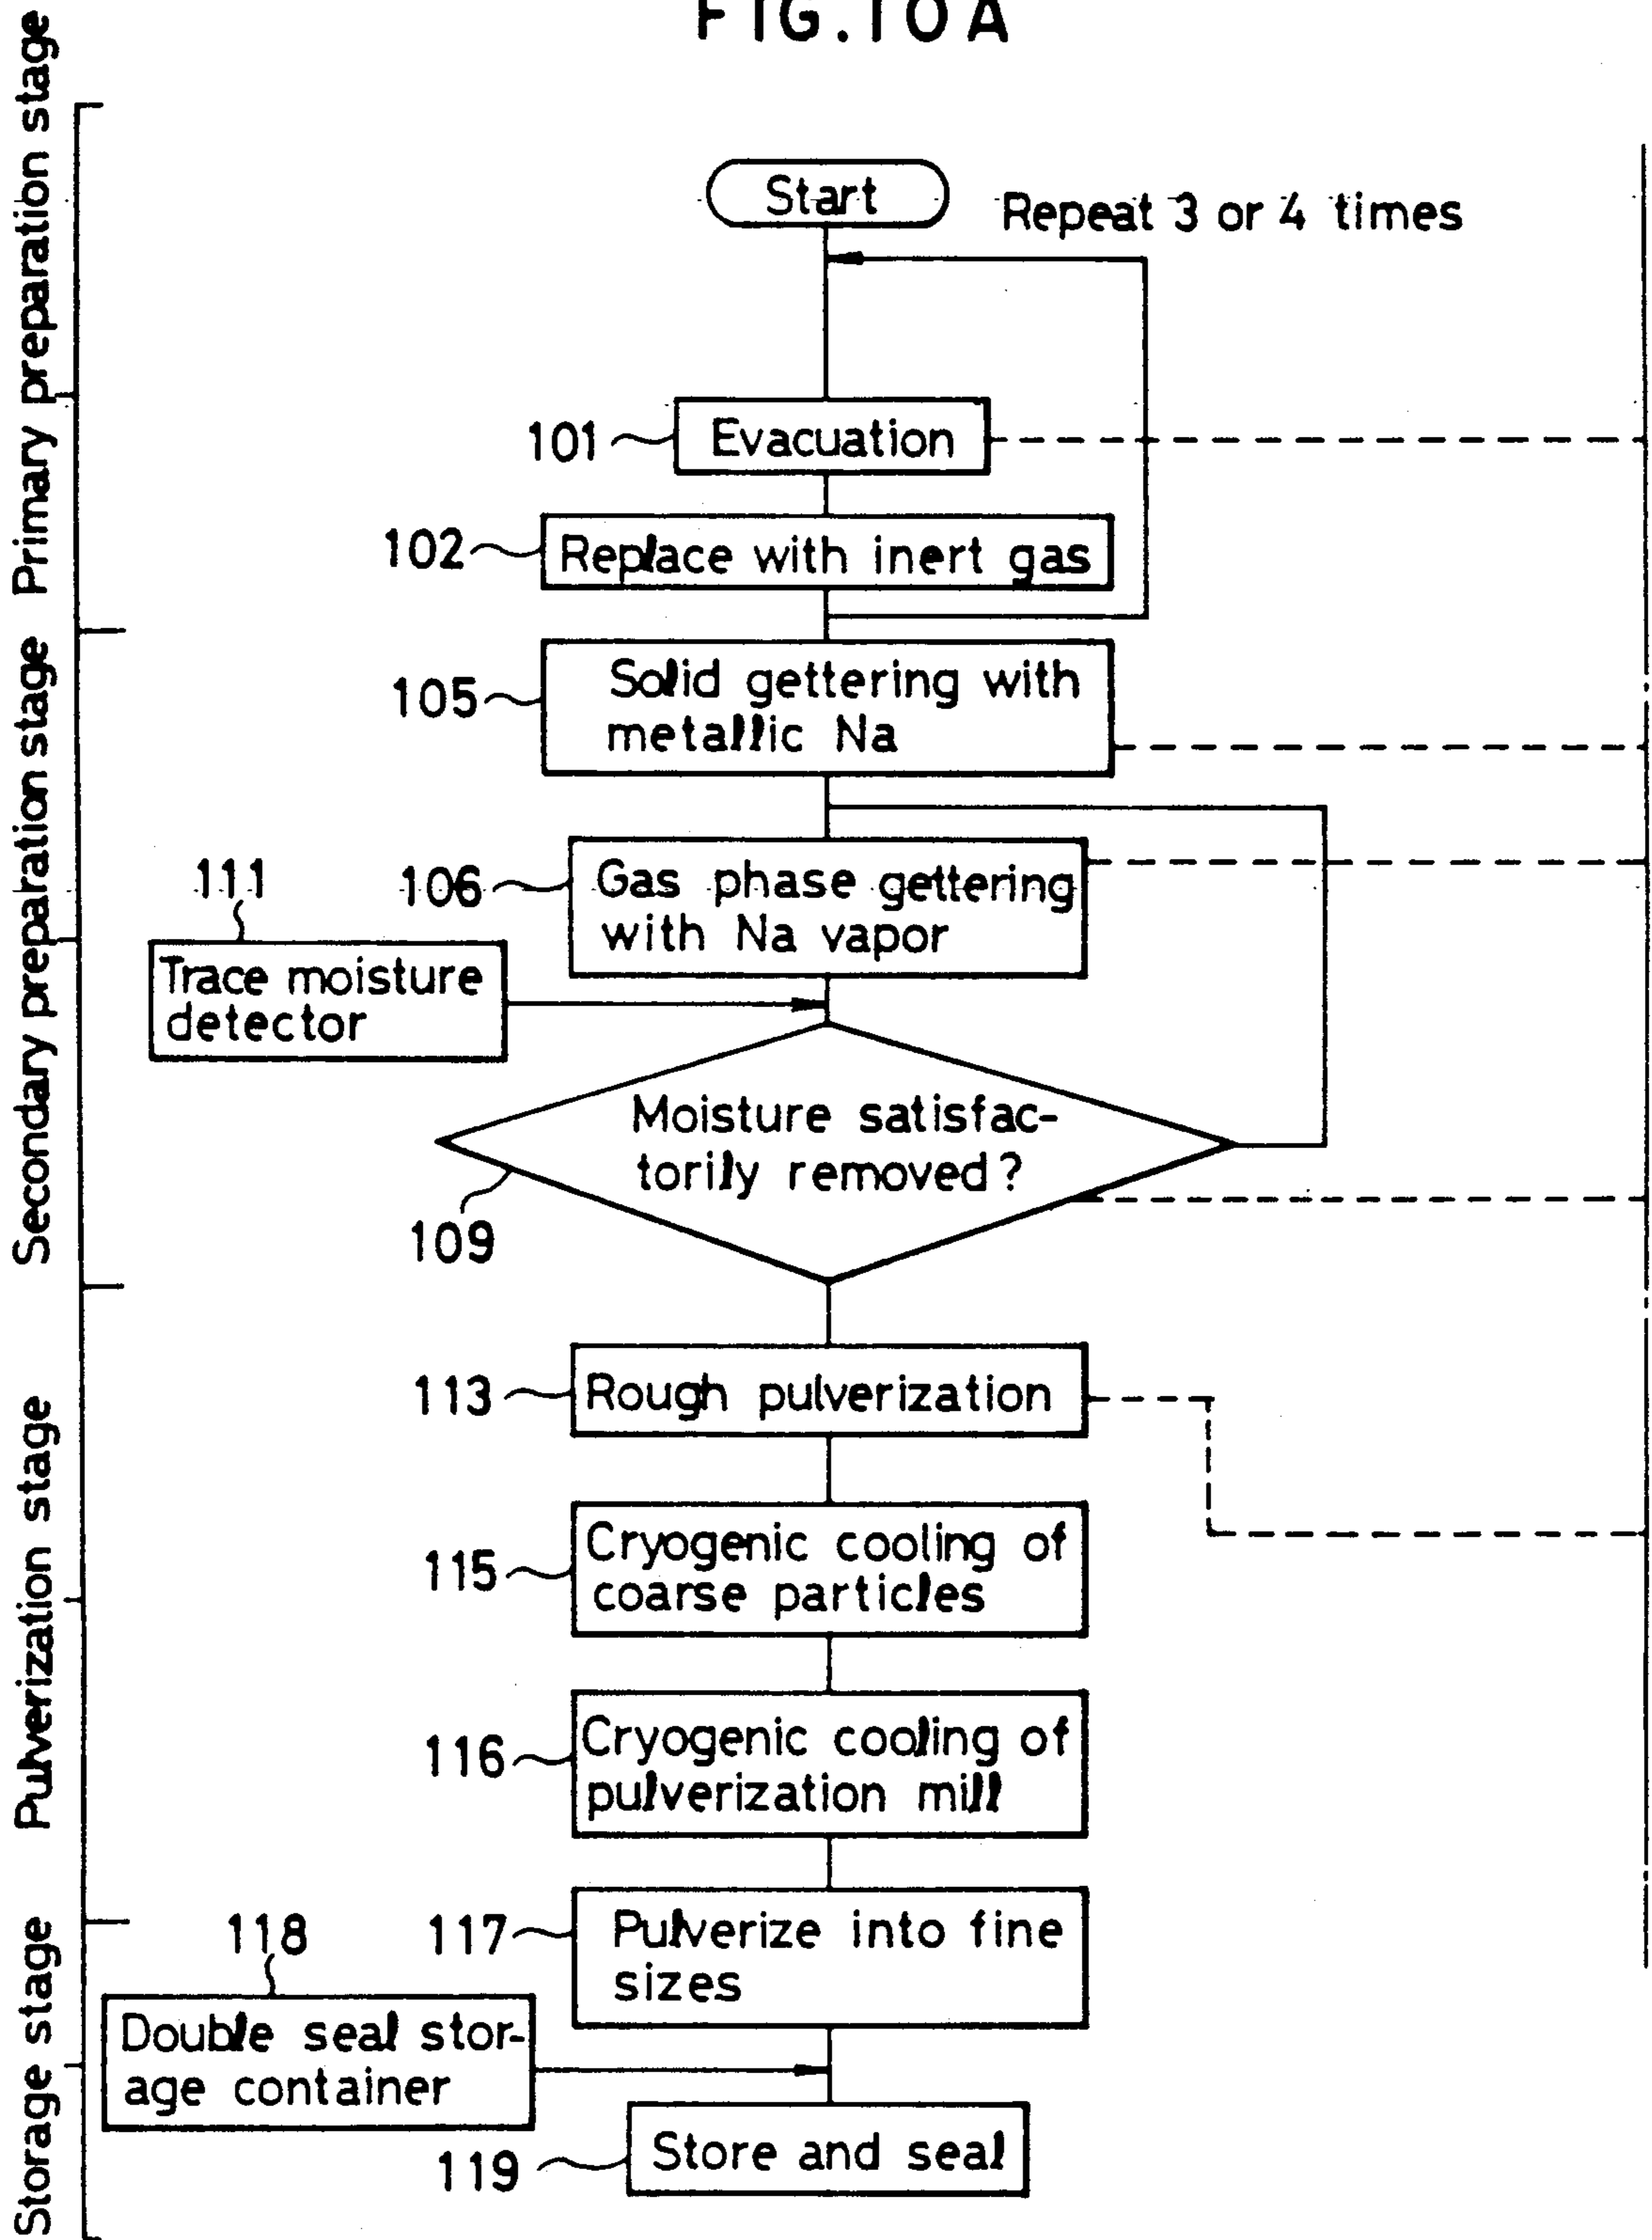 FIG.10A
Primary preparation stage
Start
Repeat 3 or 4 times
101
Evacuation
102
Replace with inert gas
Secondary preparation stage
105
Solid gettering with
metallic Na
106
Gas phase gettering
with Na vapor
111
Trace moisture
detector
Moisture satisfac-
torily removed?
109
Pulverization stage
113
Rough pulverization
115
Cryogenic cooling of
coarse particles
116
Cryogenic cooling of
pulverization mill
117
Pulverize into fine
sizes
Storage stage
118
Double seal stor-
age container
119
Store and seal